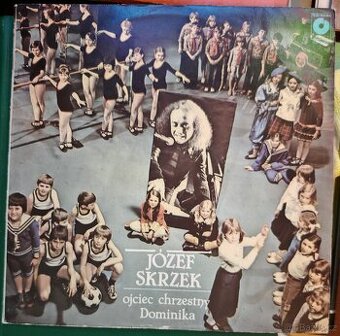 JÓZEF
SKRZEK
ojciec chrzestny
Dominika